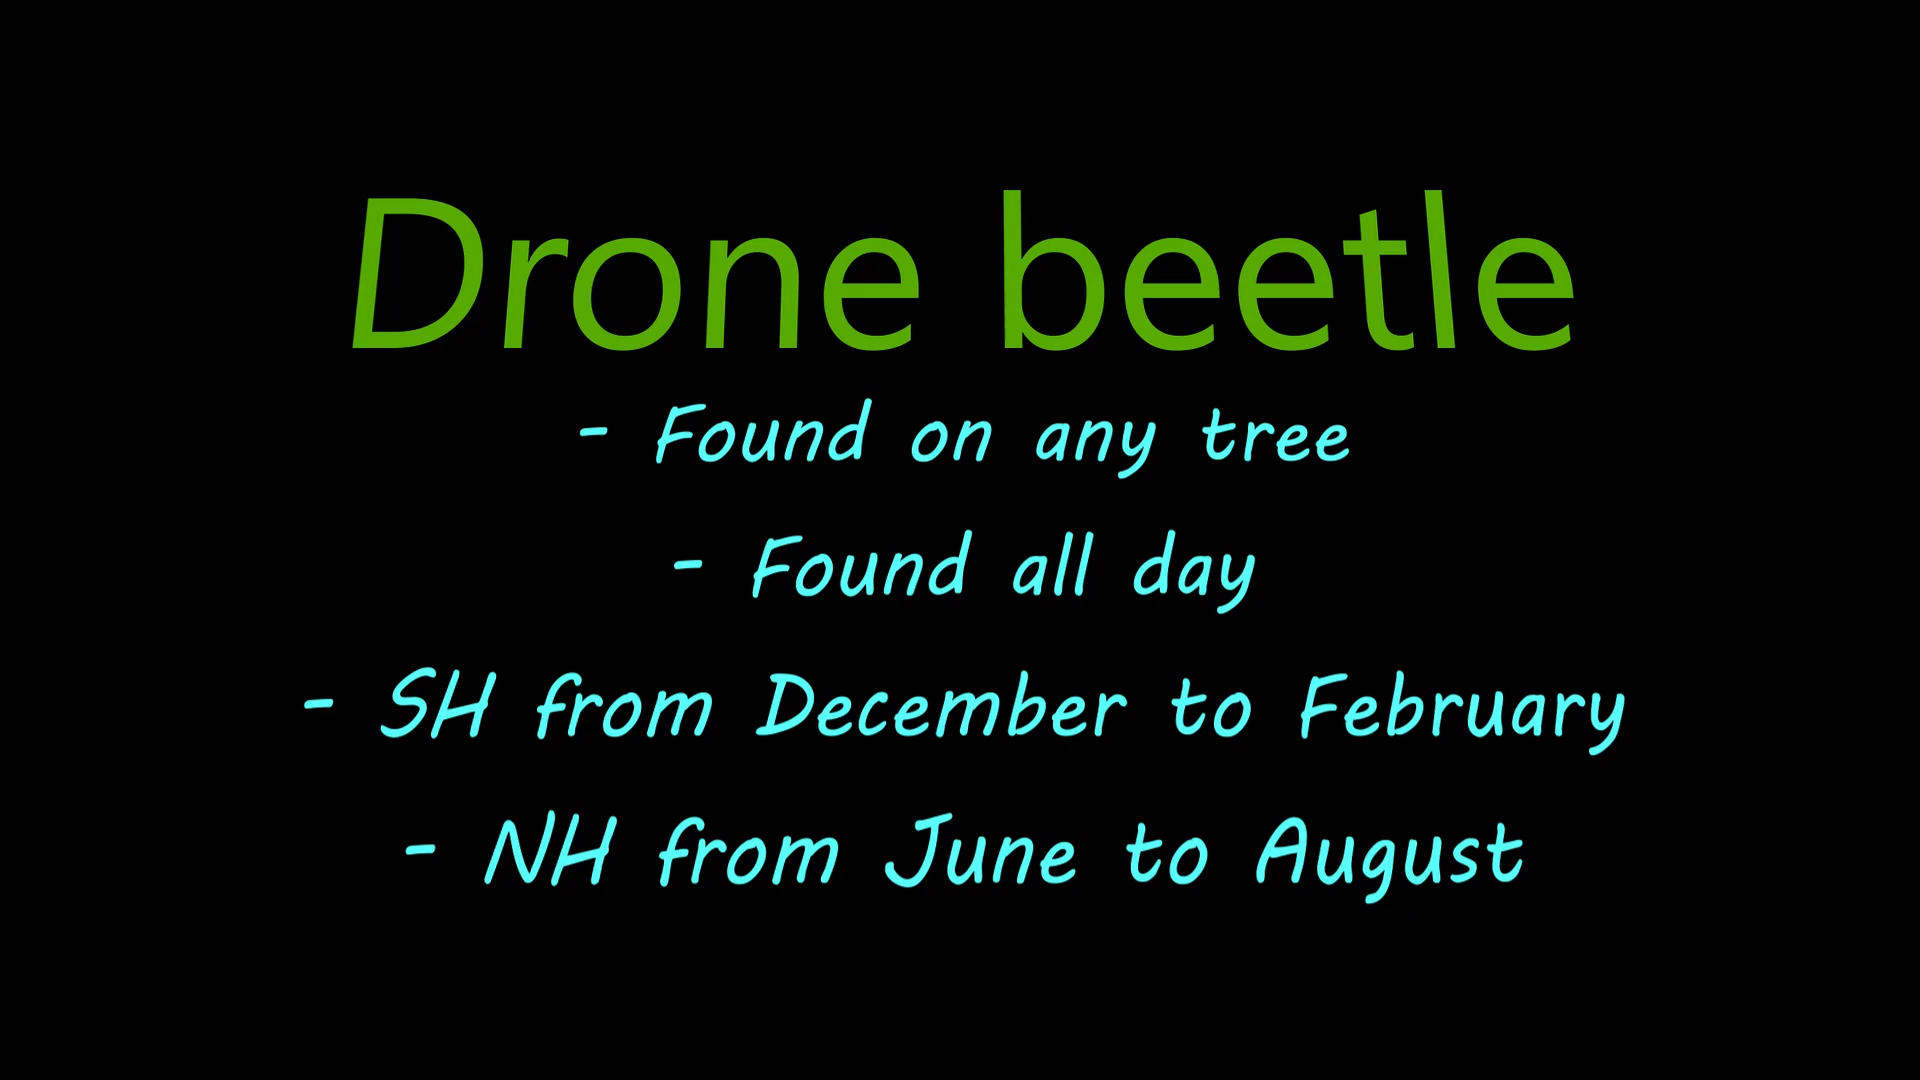 Drone beetle
- Found on any tree
- Found all day
- SH from December to February
- NH from June to August